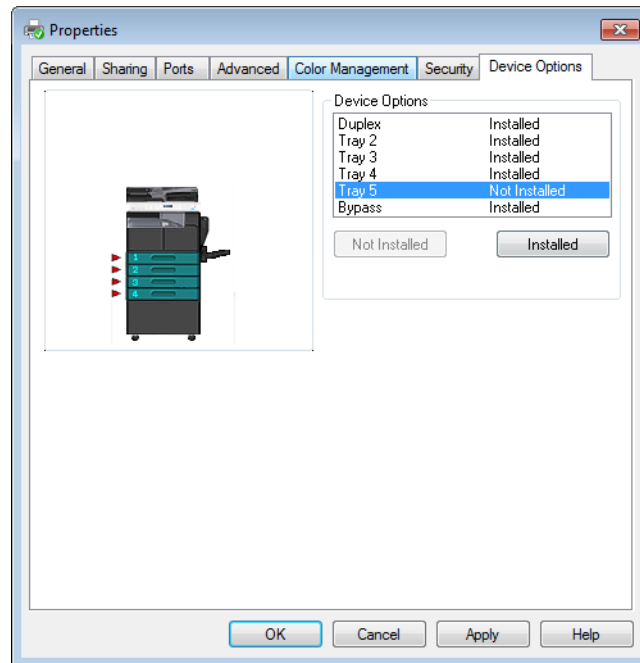 Properties
General Sharing Ports Advanced Color Management Security Device Options
Device Options
Duplex Installed
Tray 2 Installed
Tray 3 Installed
Tray 4 Installed
Tray 5 Not Installed
Bypass Installed
Not Installed Installed
1
2
3
4
OK Cancel Apply Help